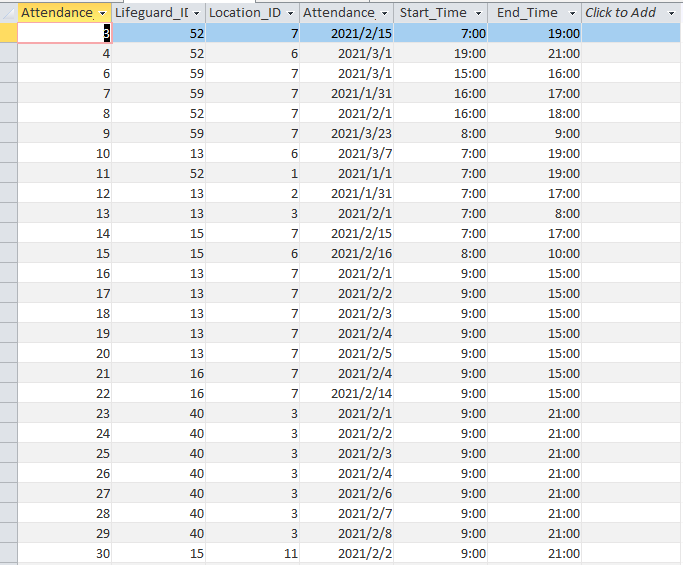 Attendance_ Lifeguard_ID Location_ID Attendance_ Start_Time End_Time Click to Add
3 52 7 2021/2/15 7:00 19:00
4 52 6 2021/3/1 19:00 21:00
6 59 7 2021/3/1 15:00 16:00
7 59 7 2021/1/31 16:00 17:00
8 52 7 2021/2/1 16:00 18:00
9 59 7 2021/3/23 8:00 9:00
10 13 6 2021/3/7 7:00 19:00
11 52 1 2021/1/1 7:00 19:00
12 13 2 2021/1/31 7:00 17:00
13 13 3 2021/2/1 7:00 8:00
14 15 7 2021/2/15 7:00 17:00
15 15 6 2021/2/16 8:00 10:00
16 13 7 2021/2/1 9:00 15:00
17 13 7 2021/2/2 9:00 15:00
18 13 7 2021/2/3 9:00 15:00
19 13 7 2021/2/4 9:00 15:00
20 13 7 2021/2/5 9:00 15:00
21 16 7 2021/2/4 9:00 15:00
22 16 7 2021/2/14 9:00 15:00
23 40 3 2021/2/1 9:00 21:00
24 40 3 2021/2/2 9:00 21:00
25 40 3 2021/2/3 9:00 21:00
26 40 3 2021/2/4 9:00 21:00
27 40 3 2021/2/6 9:00 21:00
28 40 3 2021/2/7 9:00 21:00
29 40 3 2021/2/8 9:00 21:00
30 15 11 2021/2/2 9:00 21:00